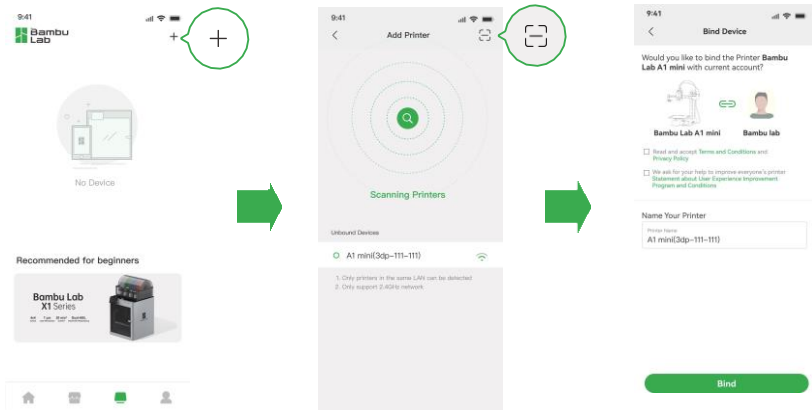 9:41
Bambu
Lab
No Device
Recommended for beginners
Bambu Lab
X1 Series
9:41
Add Printer
Scanning Printers
Unbound Devices
A1 mini(3dp-111-111)
1. Only printers in the same LAN can be detected
2. Only support 2.4GHz network
9:41
Bind Device
Would you like to bind the Printer Bambu
Lab A1 mini with current account?
Bambu Lab A1 mini
Bambu lab
Read and accept Terms and Conditions and
Privacy Policy
We ask for your help to improve everyone's printer
Statement about User Experience Improvement
Program and Conditions
Name Your Printer
Printer Name
A1 mini(3dp-111-111)
Bind